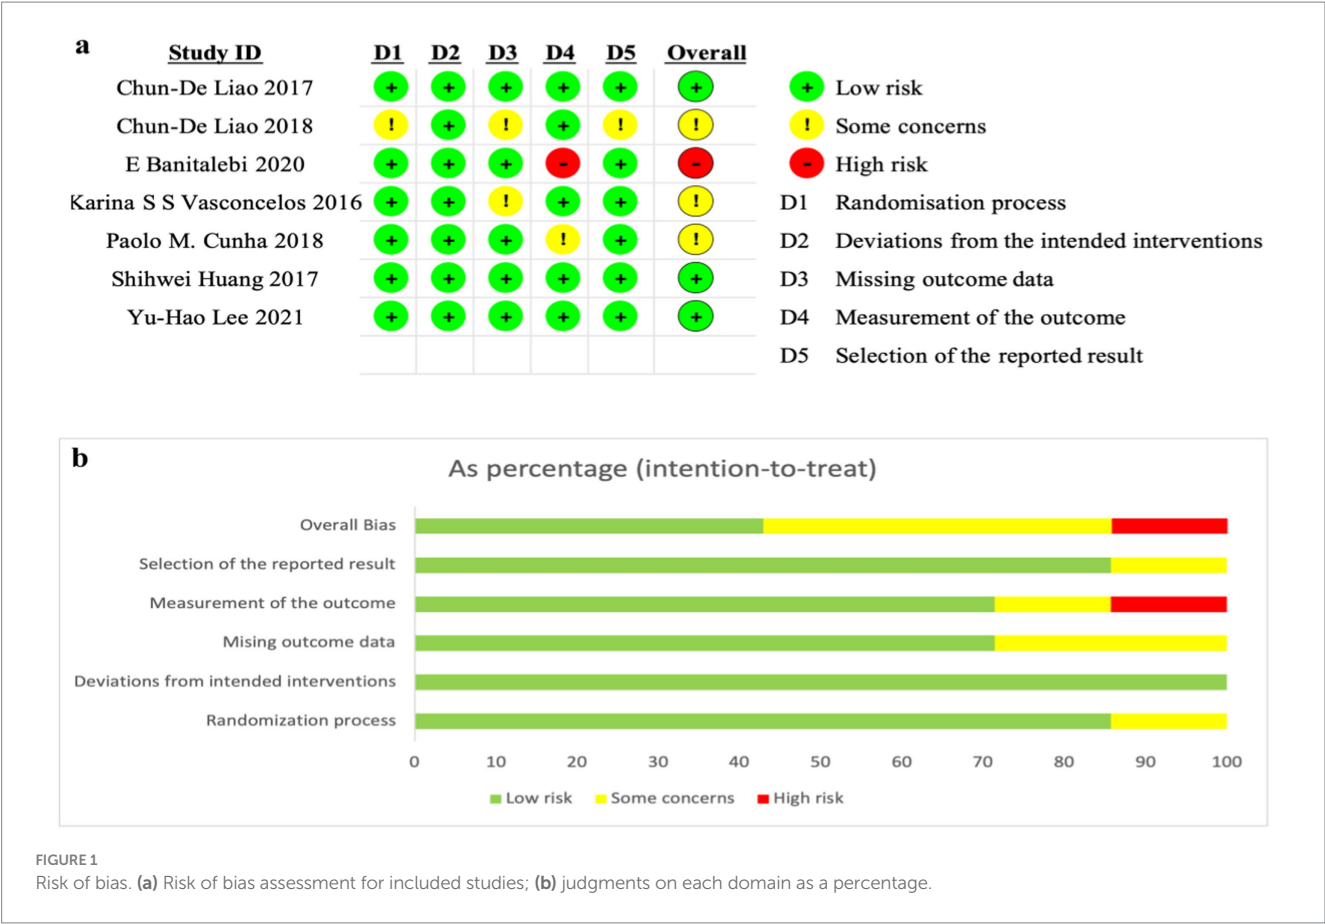 a
Study ID D1 D2 D3 D4 D5 Overall
Chun-De Liao 2017 + + + + + +
Chun-De Liao 2018 ! + ! + ! !
E Banitalebi 2020 + + + - + -
Karina S S Vasconcelos 2016 + + ! + + !
Paolo M. Cunha 2018 + + + ! + !
Shihwei Huang 2017 + + + + + +
Yu-Hao Lee 2021 + + + + + +
+ Low risk
! Some concerns
- High risk
D1 Randomisation process
D2 Deviations from the intended interventions
D3 Missing outcome data
D4 Measurement of the outcome
D5 Selection of the reported result
b
As percentage (intention-to-treat)
Overall Bias
Selection of the reported result
Measurement of the outcome
Mising outcome data
Deviations from intended interventions
Randomization process
0 10 20 30 40 50 60 70 80 90 100
Low risk Some concerns High risk
FIGURE 1
Risk of bias. (a) Risk of bias assessment for included studies; (b) judgments on each domain as a percentage.